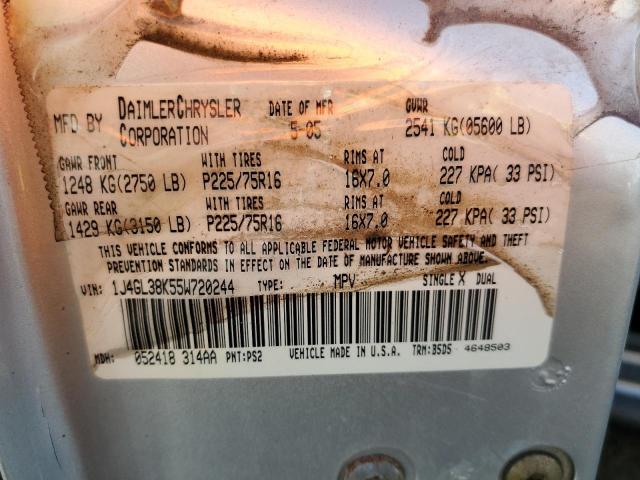 MFD BY DAIMLERCHRYSLER CORPORATION DATE OF MFR 5-05 GVWR 2541 KG(05600 LB)
GAWR FRONT WITH TIRES RIMS AT COLD
1248 KG(2750 LB) P225/75R16 16X7.0 227 KPA( 33 PSI)
GAWR REAR WITH TIRES RIMS AT COLD
1429 KG(3150 LB) P225/75R16 16X7.0 227 KPA( 33 PSI)
THIS VEHICLE CONFORMS TO ALL APPLICABLE FEDERAL MOTOR VEHICLE SAFETY AND THEFT
PREVENTION STANDARDS IN EFFECT ON THE DATE OF MANUFACTURE SHOWN ABOVE.
VIN: 1J4GL38K55W720244 TYPE: MPV SINGLE X DUAL
MDH: 052418 314AA PNT:PS2 VEHICLE MADE IN U.S.A. TRM:B5D5 4648503